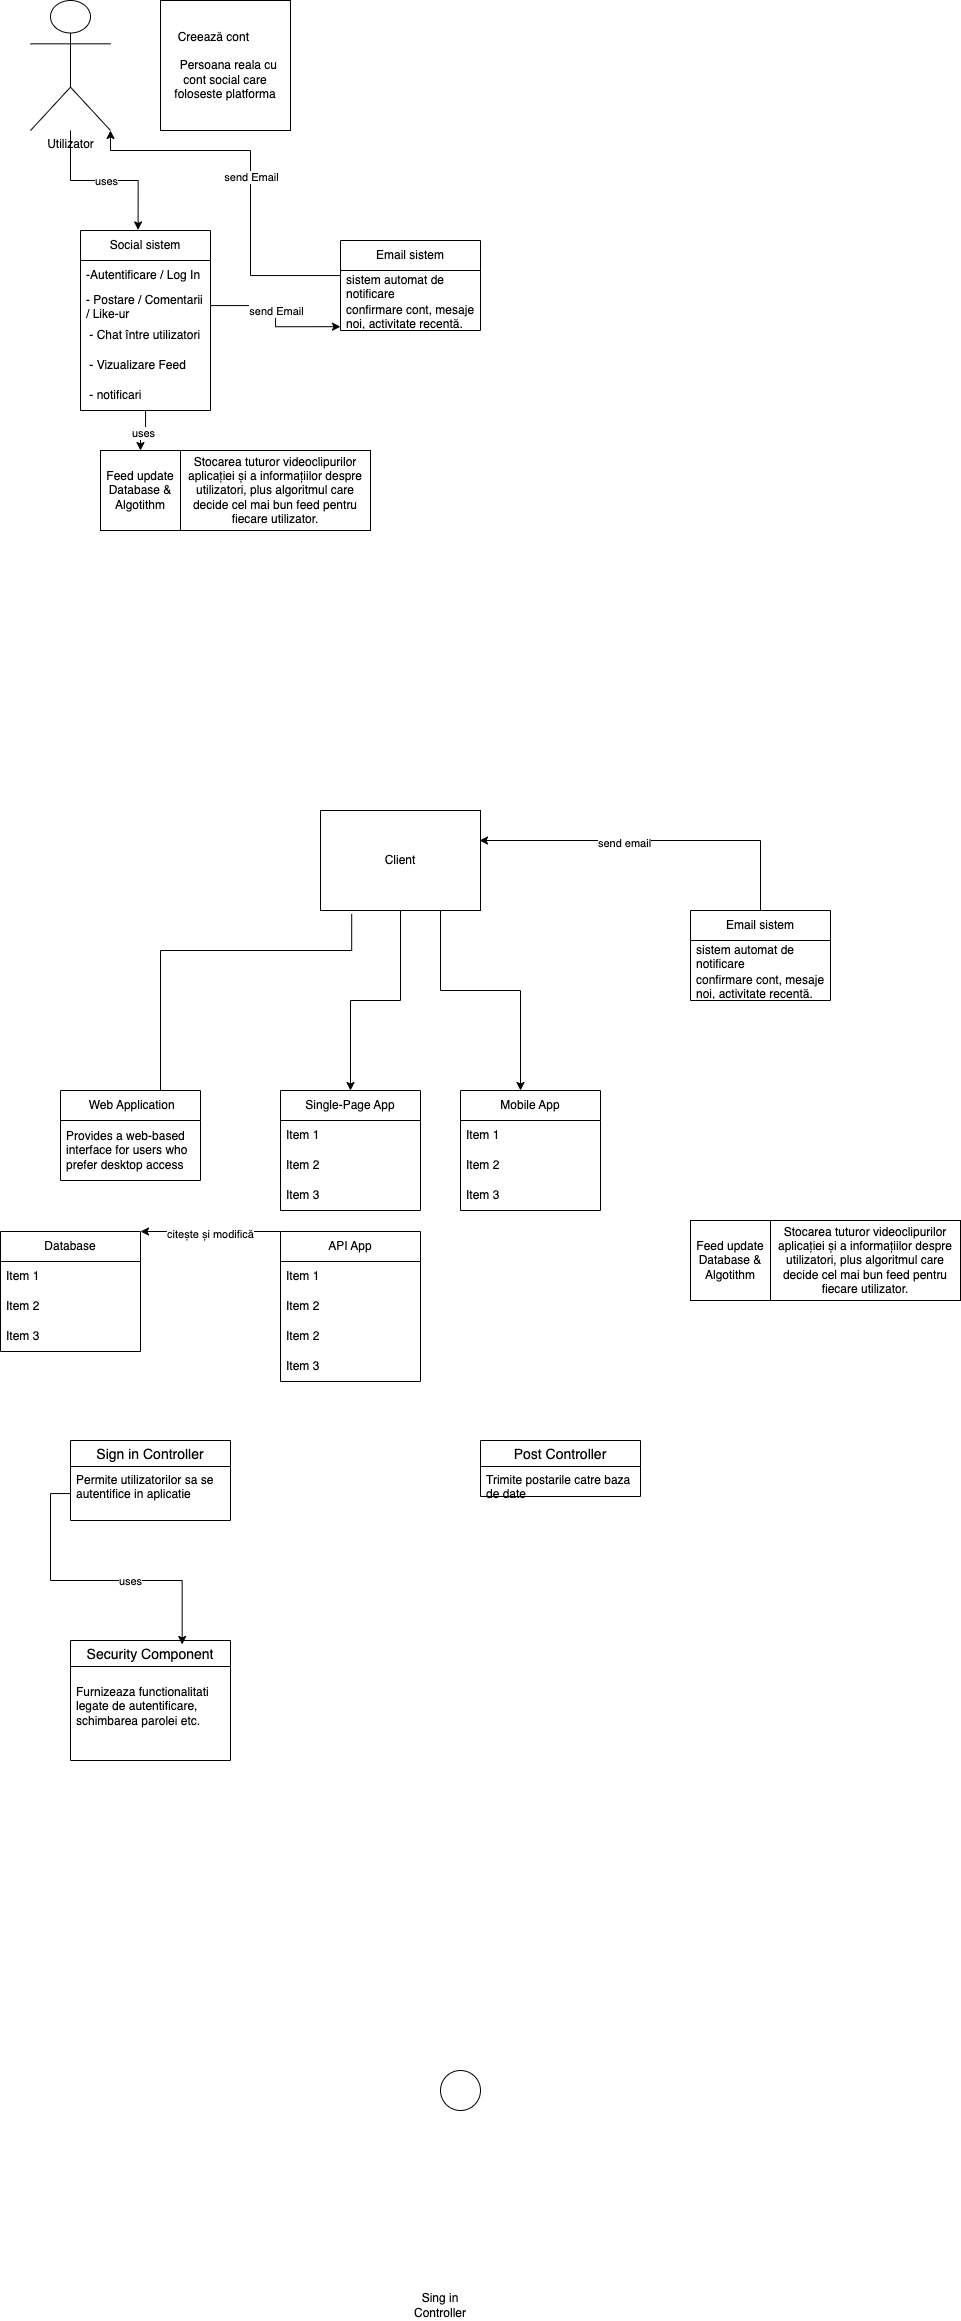 Creează cont
Persoana reala cu
cont social care
foloseste platforma
Utilizator
send Email
uses
Social sistem
-Autentificare / Log In
- Postare / Comentarii
/ Like-ur
- Chat între utilizatori
- Vizualizare Feed
- notificari
send Email
Email sistem
sistem automat de
notificare
confirmare cont, mesaje
noi, activitate recentă.
uses
Feed update
Database &
Algotithm
Stocarea tuturor videoclipurilor
aplicației și a informațiilor despre
utilizatori, plus algoritmul care
decide cel mai bun feed pentru
fiecare utilizator.
Client
send email
Email sistem
sistem automat de
notificare
confirmare cont, mesaje
noi, activitate recentă.
Web Application
Provides a web-based
interface for users who
prefer desktop access
Single-Page App
Item 1
Item 2
Item 3
Mobile App
Item 1
Item 2
Item 3
Database
Item 1
Item 2
Item 3
citește și modifică
API App
Item 1
Item 2
Item 2
Item 3
Feed update
Database &
Algotithm
Stocarea tuturor videoclipurilor
aplicației și a informațiilor despre
utilizatori, plus algoritmul care
decide cel mai bun feed pentru
fiecare utilizator.
Sign in Controller
Permite utilizatorilor sa se
autentifice in aplicatie
Post Controller
Trimite postarile catre baza
de date
uses
Security Component
Furnizeaza functionalitati
legate de autentificare,
schimbarea parolei etc.
Sing in
Controller